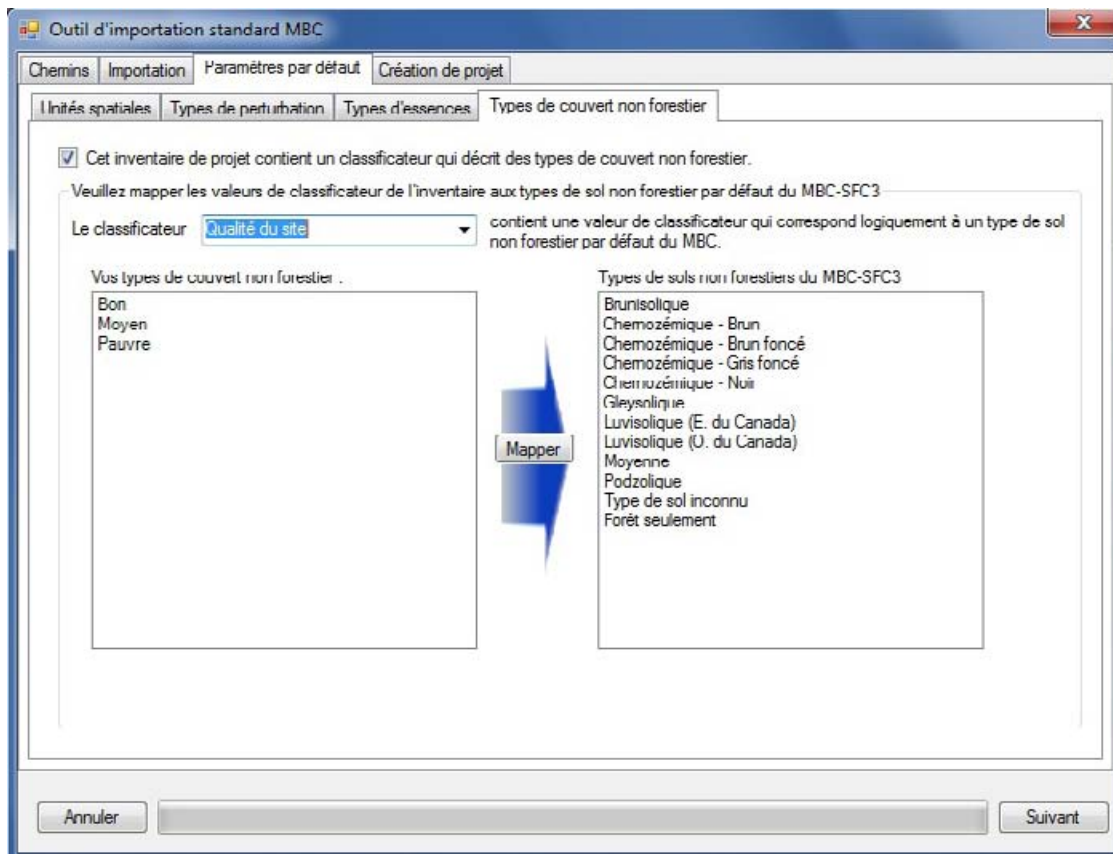 Outil d'importation standard MBC
Chemins Importation Paramètres par défaut Création de projet
Unités spatiales Types de perturbation Types d'essences Types de couvert non forestier
Cet inventaire de projet contient un classificateur qui décrit des types de couvert non forestier.
Veuillez mapper les valeurs de classificateur de l'inventaire aux types de sol non forestier par défaut du MBC-SFC3
Le classificateur Qualité du site contient une valeur de classificateur qui correspond logiquement à un type de sol
non forestier par défaut du MBC.
Vos types de couvert non forestier :
Bon
Moyen
Pauvre
Mapper
Types de sols non forestiers du MBC-SFC3
Brunisolique
Chernozémique - Brun
Chernozémique - Brun foncé
Chernozémique - Gris foncé
Chernozémique - Noir
Gleysolique
Luvisolique (E. du Canada)
Luvisolique (O. du Canada)
Moyenne
Podzolique
Type de sol inconnu
Forêt seulement
Annuler Suivant